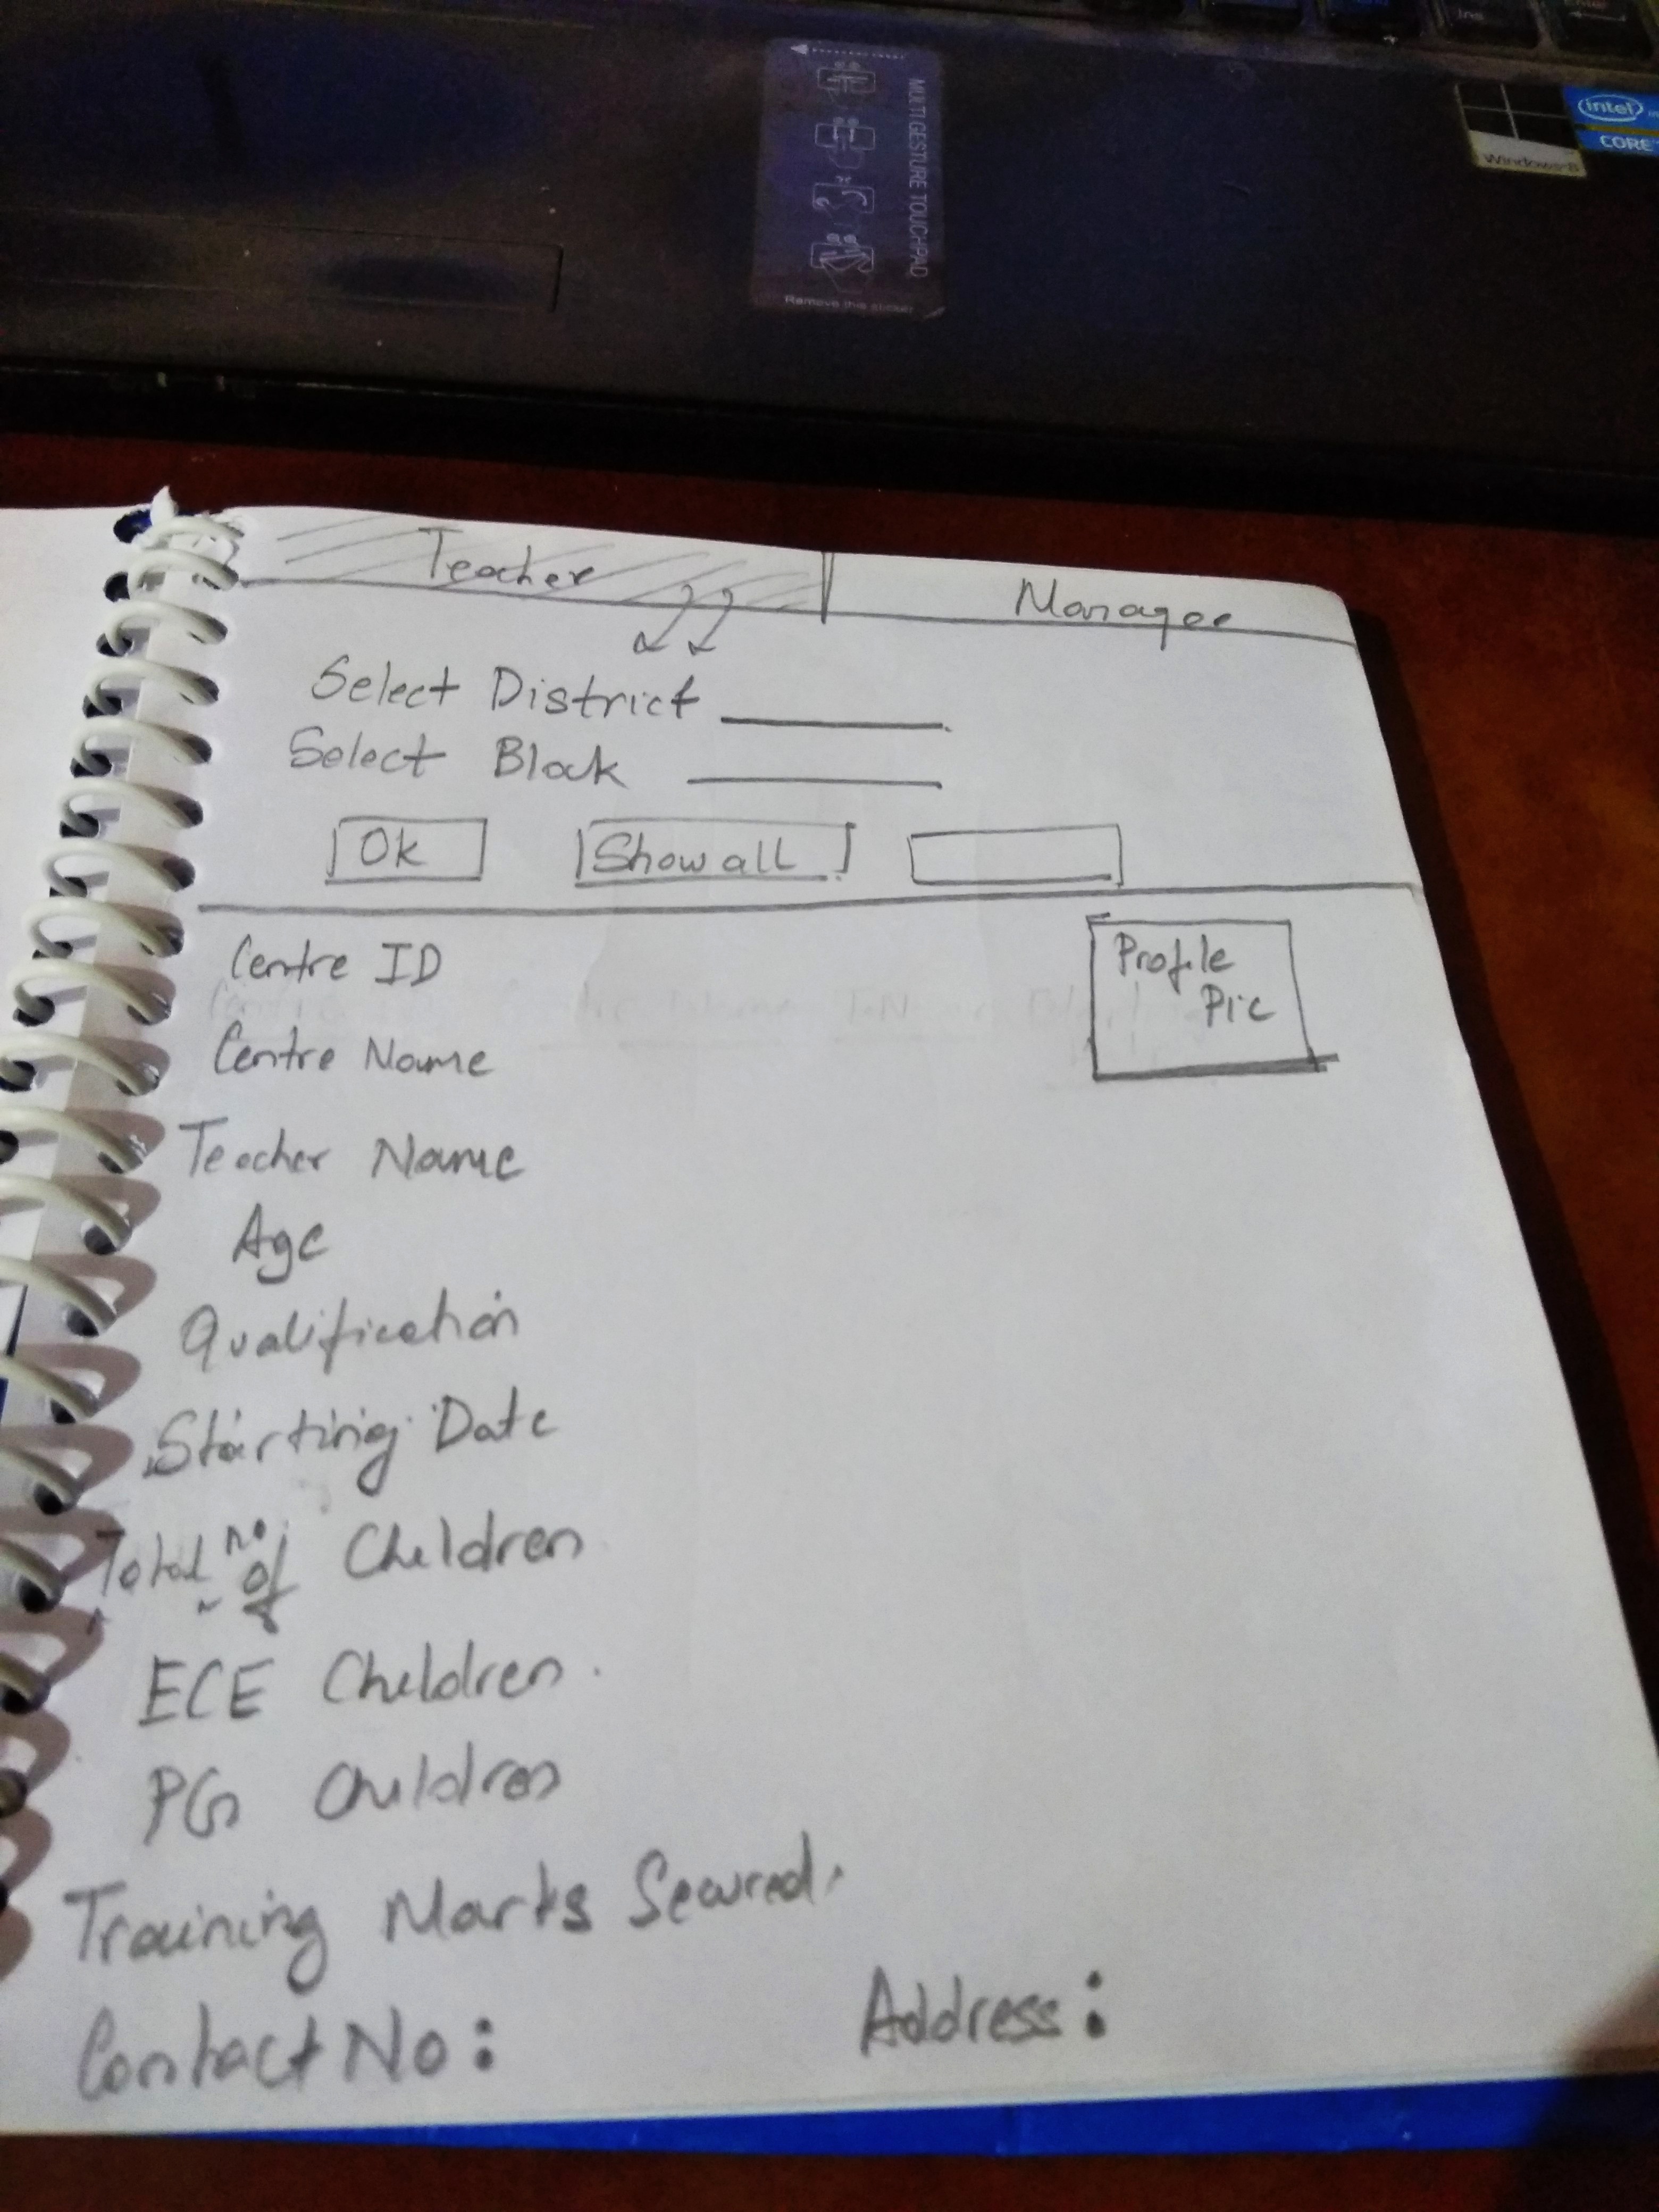 MULTI GESTURE TOUCHPAD
Remove this sticker
Ins
Enter
Windows 8
intel
CORE
Teacher
Manager
Select District
Select Block
Ok
Show all
Centre ID
Profile
Pic
Centre Name
Teacher Name
Age
Qualification
Starting Date
Total no of Children
ECE Children
PG Children
Training Marks Secured
Contact No:
Address: